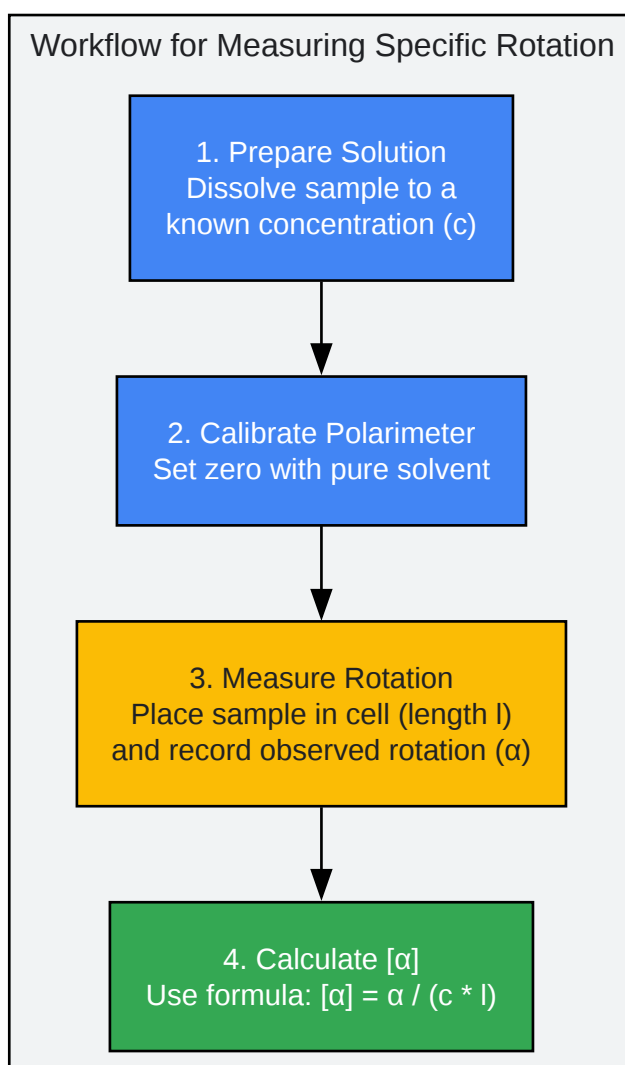 Workflow for Measuring Specific Rotation
1. Prepare Solution
Dissolve sample to a
known concentration (c)
2. Calibrate Polarimeter
Set zero with pure solvent
3. Measure Rotation
Place sample in cell (length l)
and record observed rotation (α)
4. Calculate [α]
Use formula: [α] = α / (c * l)